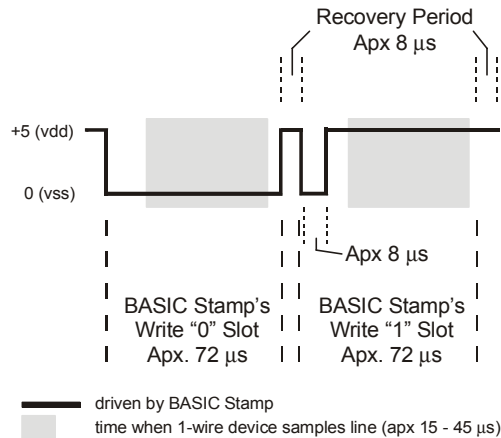 Recovery Period
Apx 8 μs
+5 (vdd)
0 (vss)
Apx 8 μs
BASIC Stamp's
Write "0" Slot
Apx. 72 μs
BASIC Stamp's
Write "1" Slot
Apx. 72 μs
driven by BASIC Stamp
time when 1-wire device samples line (apx 15 - 45 μs)